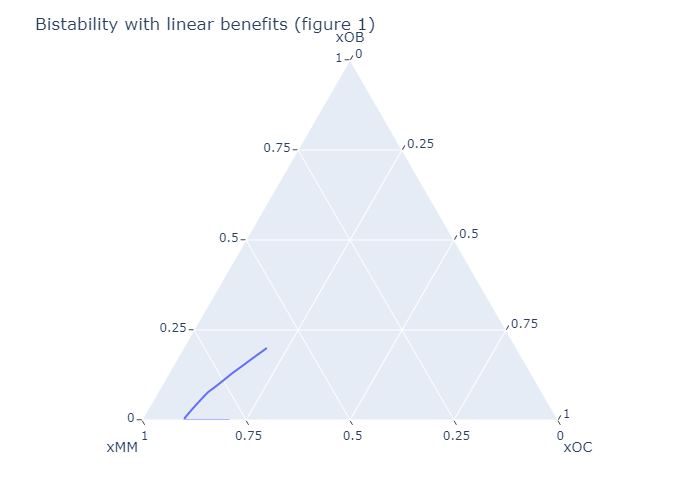 Bistability with linear benefits (figure 1)
xOB
1 0
0.75 0.25
0.5 0.5
0.25 0.75
0 1
1 0.75 0.5 0.25 0
xMM xOC